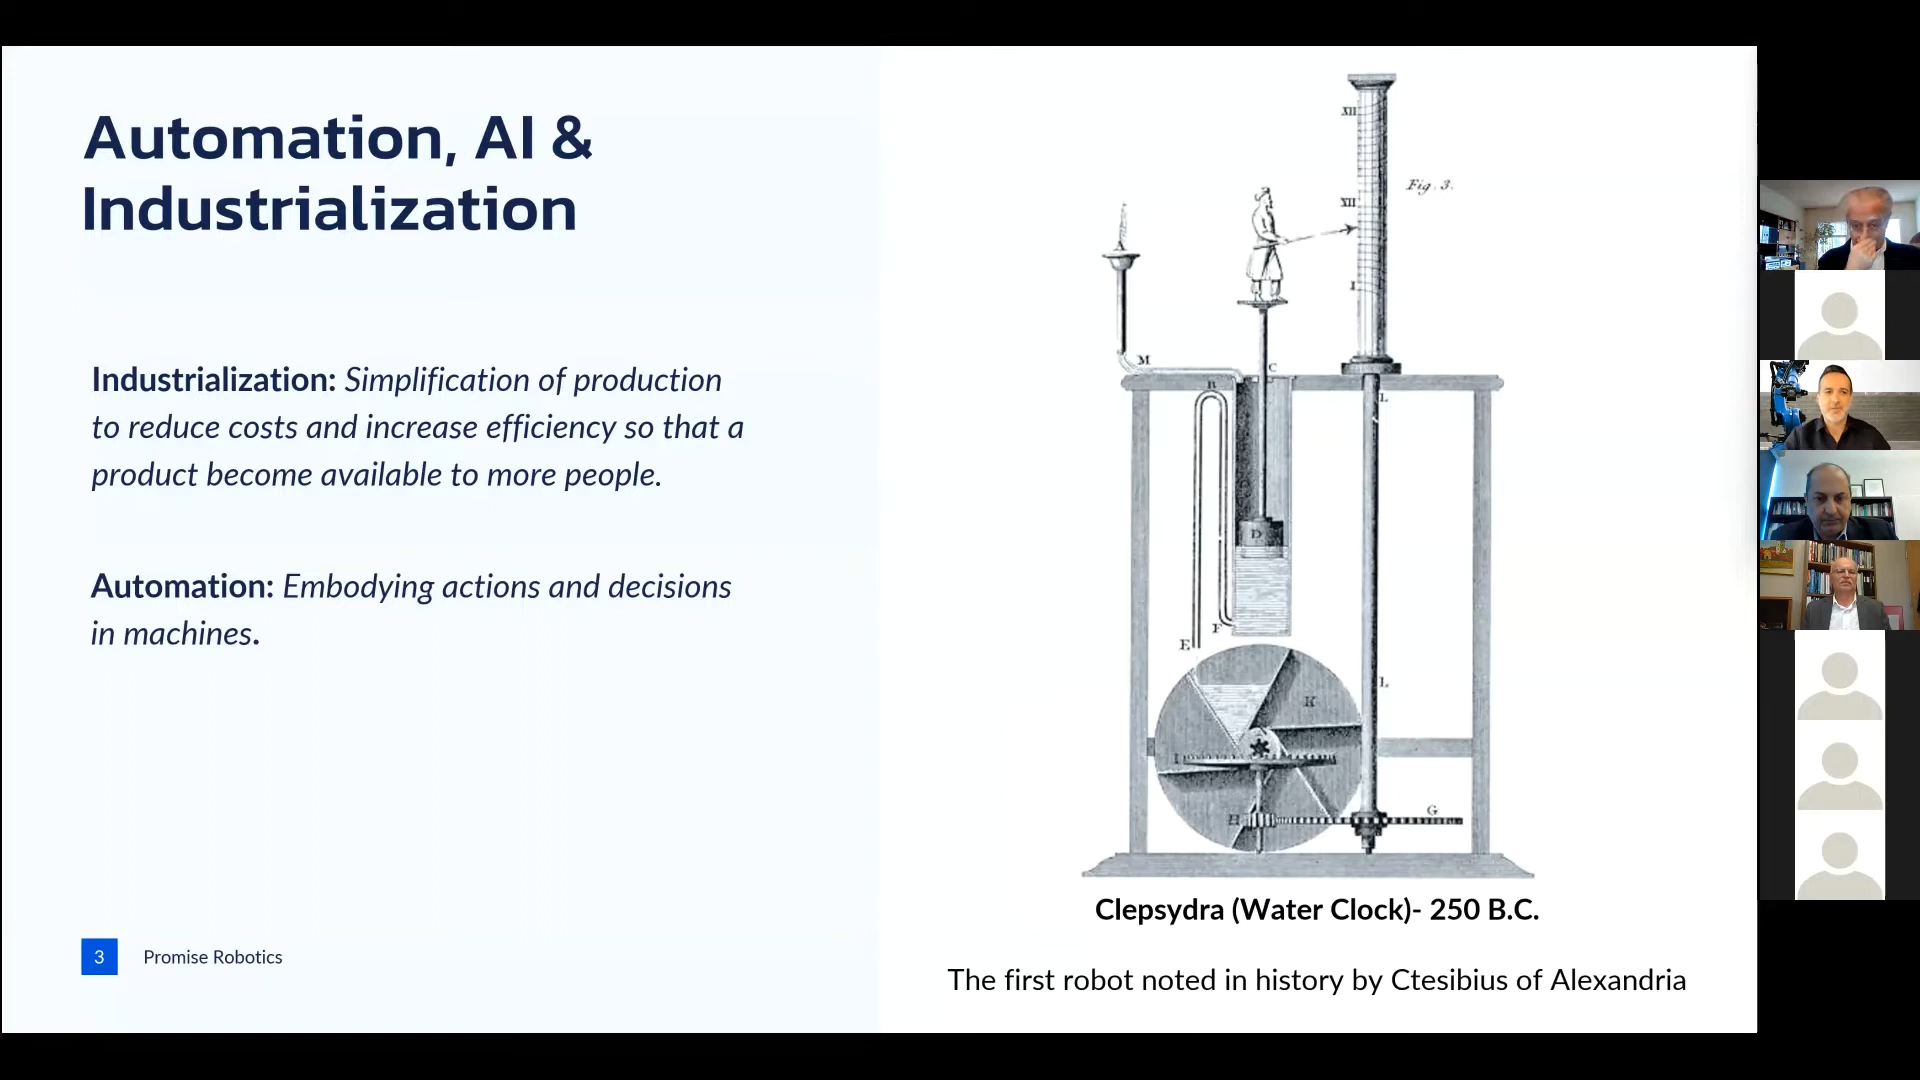 Automation, AI &
Industrialization
Industrialization: Simplification of production
to reduce costs and increase efficiency so that a
product become available to more people.
Automation: Embodying actions and decisions
in machines.
3 Promise Robotics
XII
Fig. 3.
XII
I
M
C
B
L
D
F
E
L
K
I
G
H
Clepsydra (Water Clock)- 250 B.C.
The first robot noted in history by Ctesibius of Alexandria